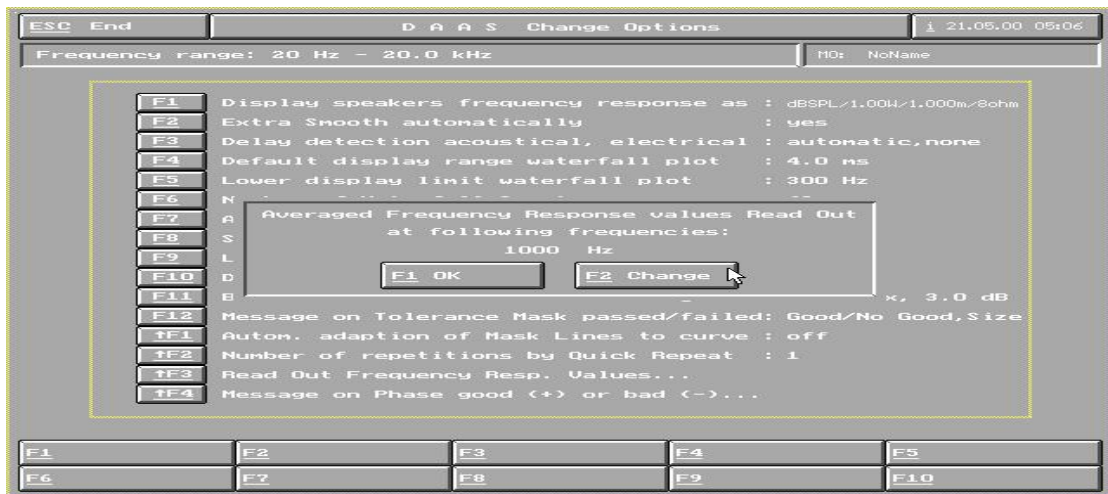 ESC End
D A A S Change Options
i 21.05.00 05:06
Frequency range: 20 Hz - 20.0 kHz
MO: NoName
F1 Display speakers frequency response as : dBSPL/1.00W/1.000m/8ohm
F2 Extra Smooth automatically : yes
F3 Delay detection acoustical, electrical : automatic,none
F4 Default display range waterfall plot : 4.0 ms
F5 Lower display limit waterfall plot : 300 Hz
F6 N
F7 A
F8 S
F9 L
F10 D
F11 B x, 3.0 dB
Averaged Frequency Response values Read Out
at following frequencies:
1000 Hz
F1 OK
F2 Change
F12 Message on Tolerance Mask passed/failed: Good/No Good,Size
↑F1 Autom. adaption of Mask Lines to curve : off
↑F2 Number of repetitions by Quick Repeat : 1
↑F3 Read Out Frequency Resp. Values...
↑F4 Message on Phase good (+) or bad (-)...
F1 F2 F3 F4 F5
F6 F7 F8 F9 F10